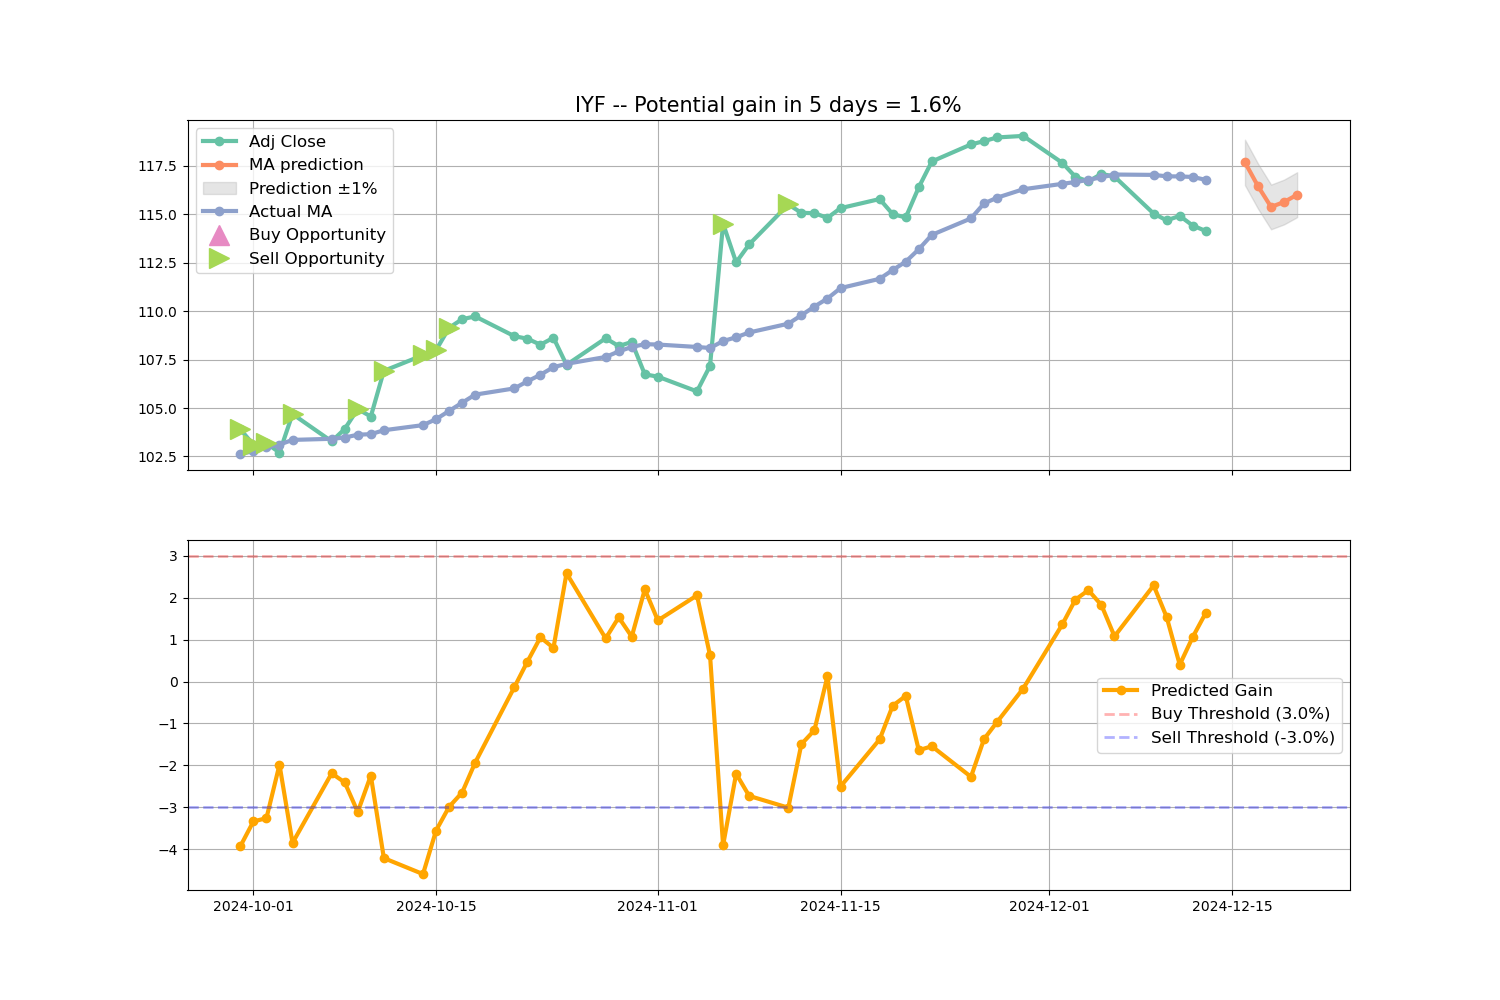 IYF -- Potential gain in 5 days = 1.6%
Adj Close
MA prediction
Prediction ±1%
Actual MA
Buy Opportunity
Sell Opportunity
117.5
115.0
112.5
110.0
107.5
105.0
102.5
3
2
1
0
−1
−2
−3
−4
Predicted Gain
Buy Threshold (3.0%)
Sell Threshold (-3.0%)
2024-10-01 2024-10-15 2024-11-01 2024-11-15 2024-12-01 2024-12-15